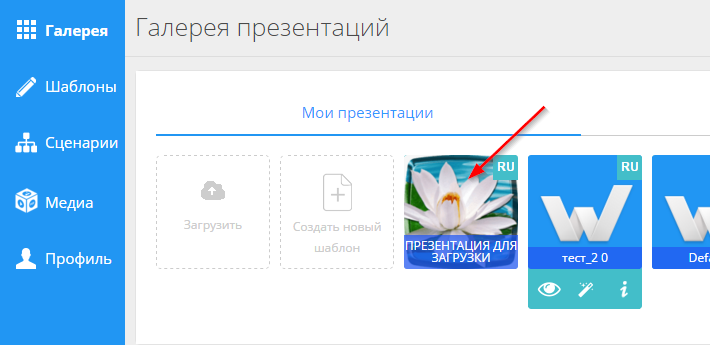 Галерея
Галерея презентаций
Шаблоны
Сценарии
Медиа
Профиль
Мои презентации
Загрузить
Создать новый
шаблон
RU
ПРЕЗЕНТАЦИЯ ДЛЯ
ЗАГРУЗКИ
RU
тест_2 0
Defa